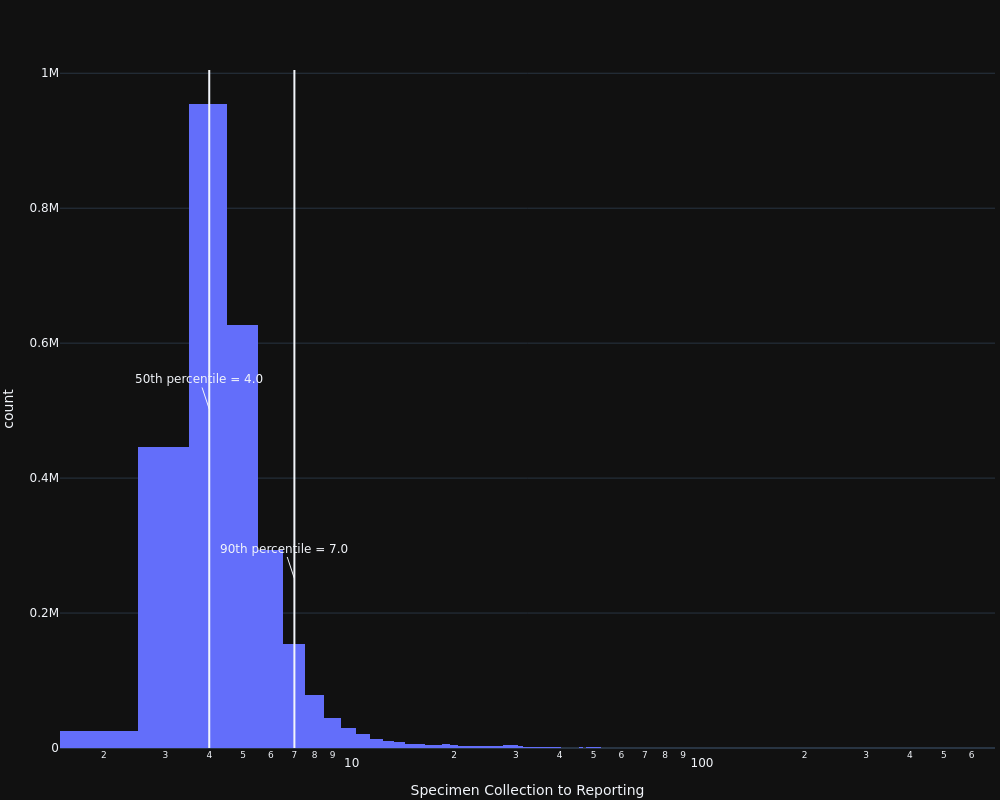 1M
0.8M
0.6M
50th percentile = 4.0
count
0.4M
90th percentile = 7.0
0.2M
0
2 3 4 5 6 7 8 9 10 2 3 4 5 6 7 8 9 100 2 3 4 5 6
Specimen Collection to Reporting